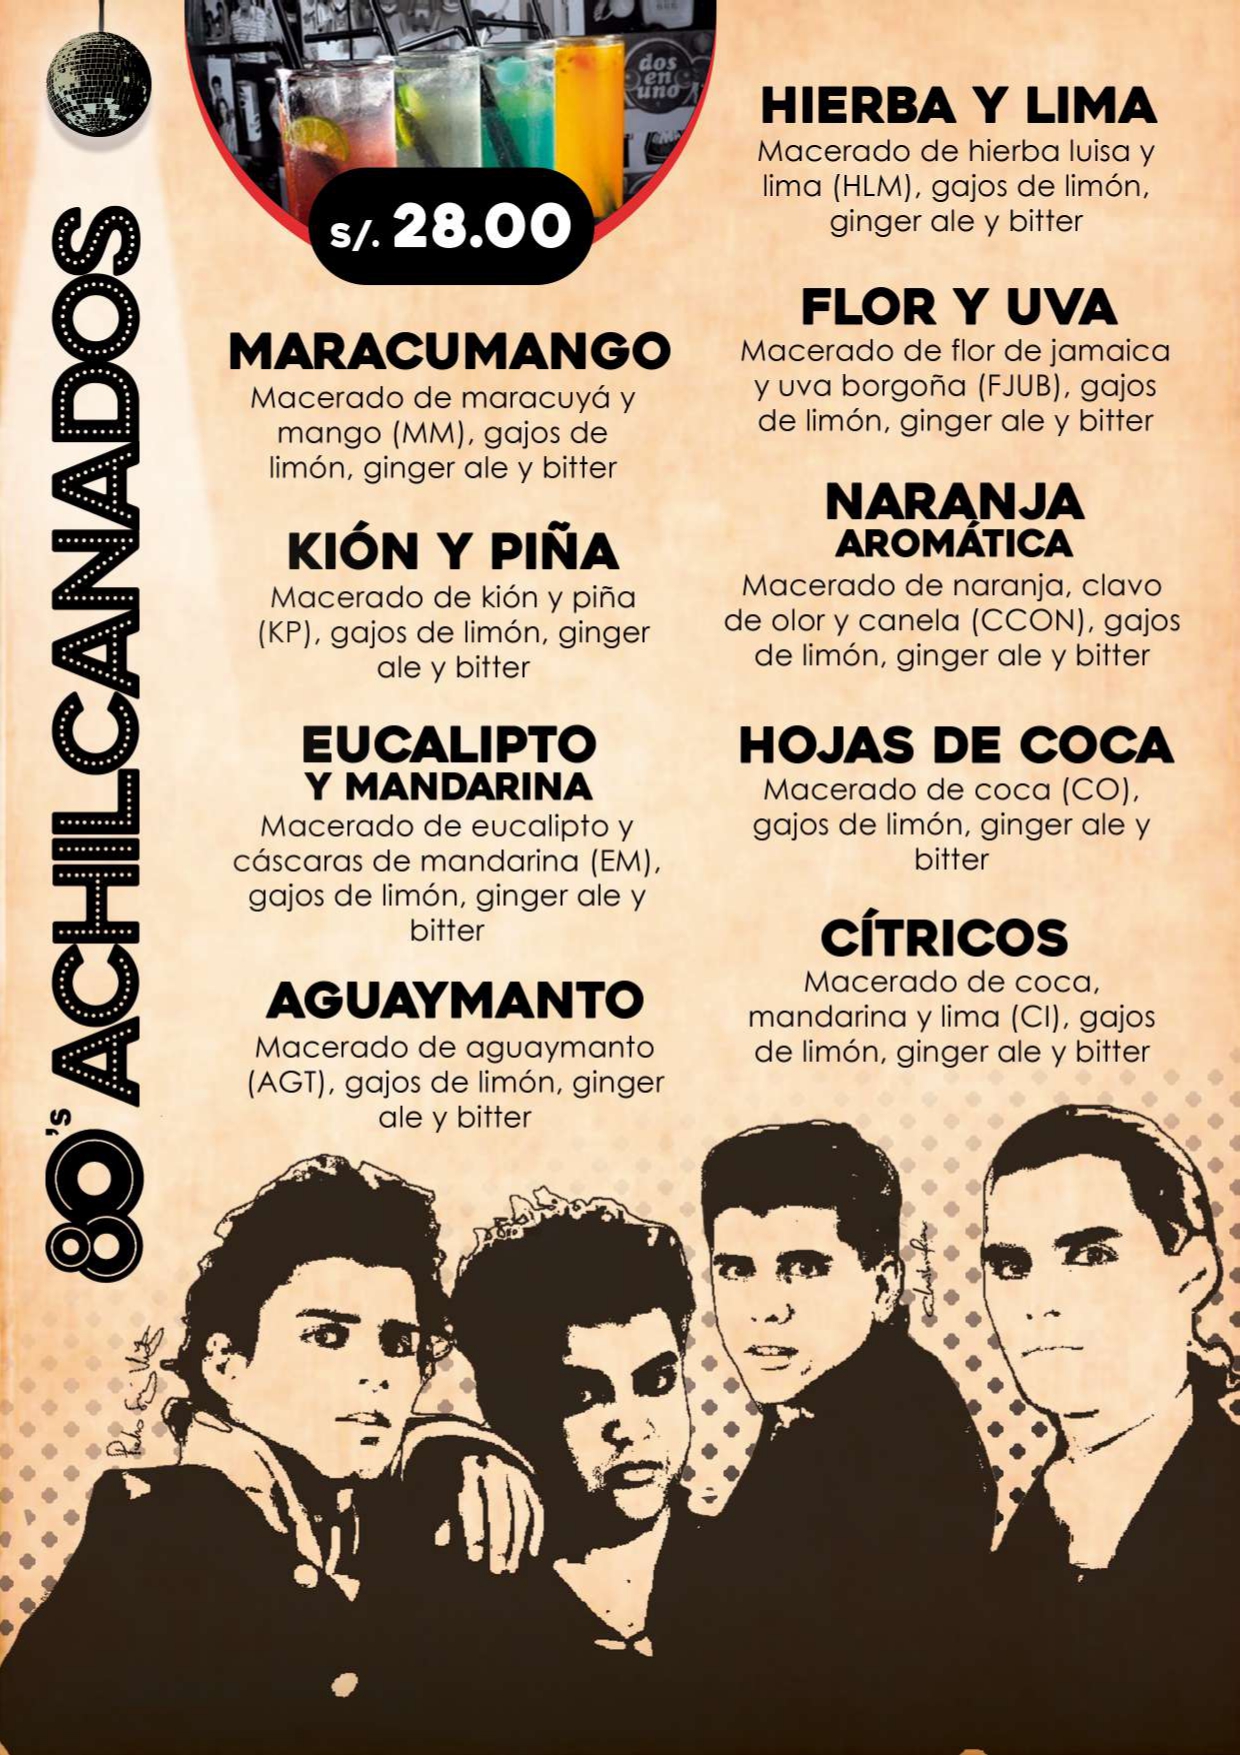 80's ACHILCANADOS
dos
en
uno
S/. 28.00
MARACUMANGO
Macerado de maracuyá y
mango (MM), gajos de
limón, ginger ale y bitter
KIÓN Y PIÑA
Macerado de kión y piña
(KP), gajos de limón, ginger
ale y bitter
EUCALIPTO
Y MANDARINA
Macerado de eucalipto y
cáscaras de mandarina (EM),
gajos de limón, ginger ale y
bitter
AGUAYMANTO
Macerado de aguaymanto
(AGT), gajos de limón, ginger
ale y bitter
HIERBA Y LIMA
Macerado de hierba luisa y
lima (HLM), gajos de limón,
ginger ale y bitter
FLOR Y UVA
Macerado de flor de jamaica
y uva borgoña (FJUB), gajos
de limón, ginger ale y bitter
NARANJA
AROMÁTICA
Macerado de naranja, clavo
de olor y canela (CCON), gajos
de limón, ginger ale y bitter
HOJAS DE COCA
Macerado de coca (CO),
gajos de limón, ginger ale y
bitter
CÍTRICOS
Macerado de coca,
mandarina y lima (CI), gajos
de limón, ginger ale y bitter